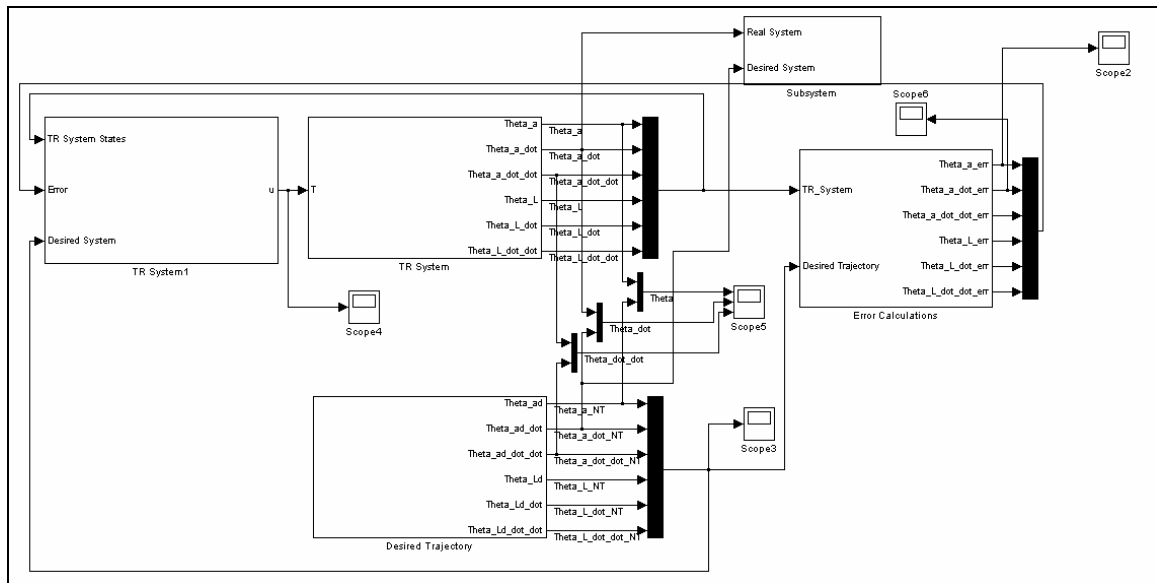 Real System
Desired System
Subsystem
Scope2
Scope6
TR System States
Error
Desired System
u
TR System1
T
Theta_a
Theta_a_dot
Theta_a_dot_dot
Theta_L
Theta_L_dot
Theta_L_dot_dot
TR System
Theta_a
Theta_a_dot
Theta_a_dot_dot
Theta_L
Theta_L_dot
Theta_L_dot_dot
TR_System
Desired Trajectory
Theta_a_err
Theta_a_dot_err
Theta_a_dot_dot_err
Theta_L_err
Theta_L_dot_err
Theta_L_dot_dot_err
Error Calculations
Scope4
Theta
Theta_dot
Theta_dot_dot
Scope5
Theta_ad
Theta_ad_dot
Theta_ad_dot_dot
Theta_Ld
Theta_Ld_dot
Theta_Ld_dot_dot
Desired Trajectory
Theta_a_NT
Theta_a_dot_NT
Theta_a_dot_dot_NT
Theta_L_NT
Theta_L_dot_NT
Theta_L_dot_dot_NT
Scope3